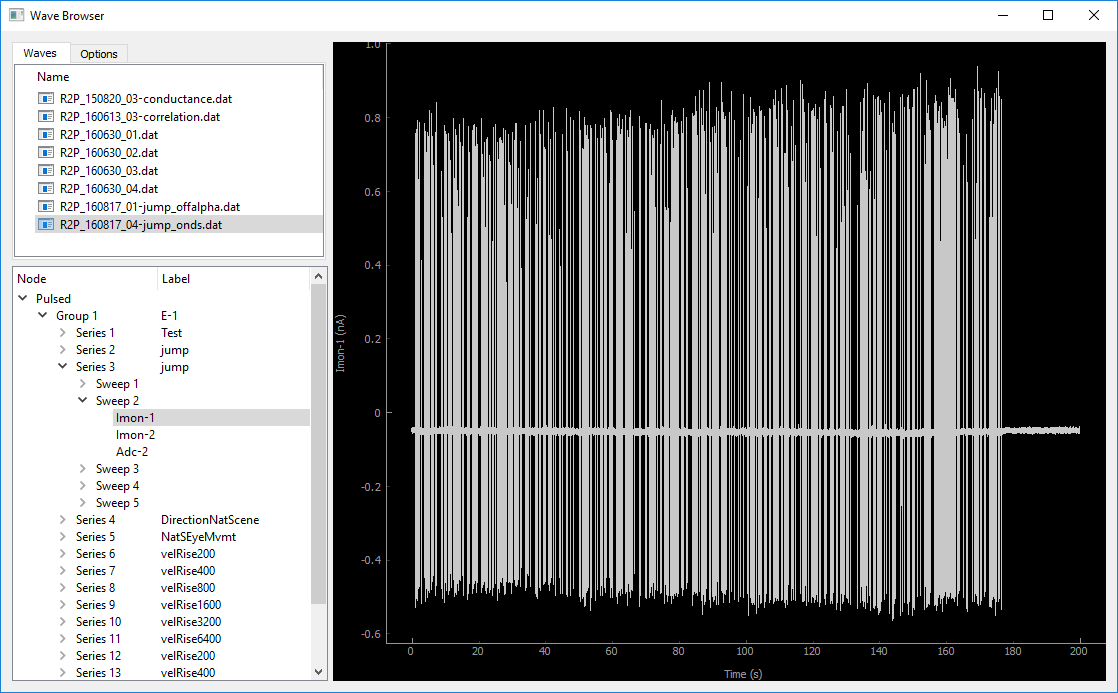 Wave Browser
Waves Options
Name
R2P_150820_03-conductance.dat
R2P_160613_03-correlation.dat
R2P_160630_01.dat
R2P_160630_02.dat
R2P_160630_03.dat
R2P_160630_04.dat
R2P_160817_01-jump_offalpha.dat
R2P_160817_04-jump_onds.dat
Node Label
Pulsed
Group 1 E-1
Series 1 Test
Series 2 jump
Series 3 jump
Sweep 1
Sweep 2
Imon-1
Imon-2
Adc-2
Sweep 3
Sweep 4
Sweep 5
Series 4 DirectionNatScene
Series 5 NatSEyeMvmt
Series 6 velRise200
Series 7 velRise400
Series 8 velRise800
Series 9 velRise1600
Series 10 velRise3200
Series 11 velRise6400
Series 12 velRise200
Series 13 velRise400
Imon-1 (nA)
1.0
0.8
0.6
0.4
0.2
0
-0.2
-0.4
-0.6
0 20 40 60 80 100 120 140 160 180 200
Time (s)